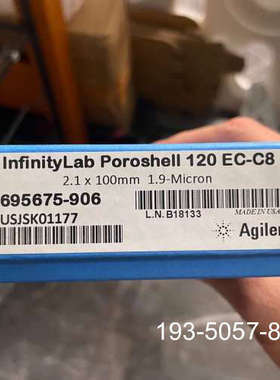 InfinityLab Poroshell 120 EC-C8
2.1 x 100mm 1.9-Micron
695675-906
L.N. B18133
MADE IN USA
USJSK01177
Agilent
193-5057-8